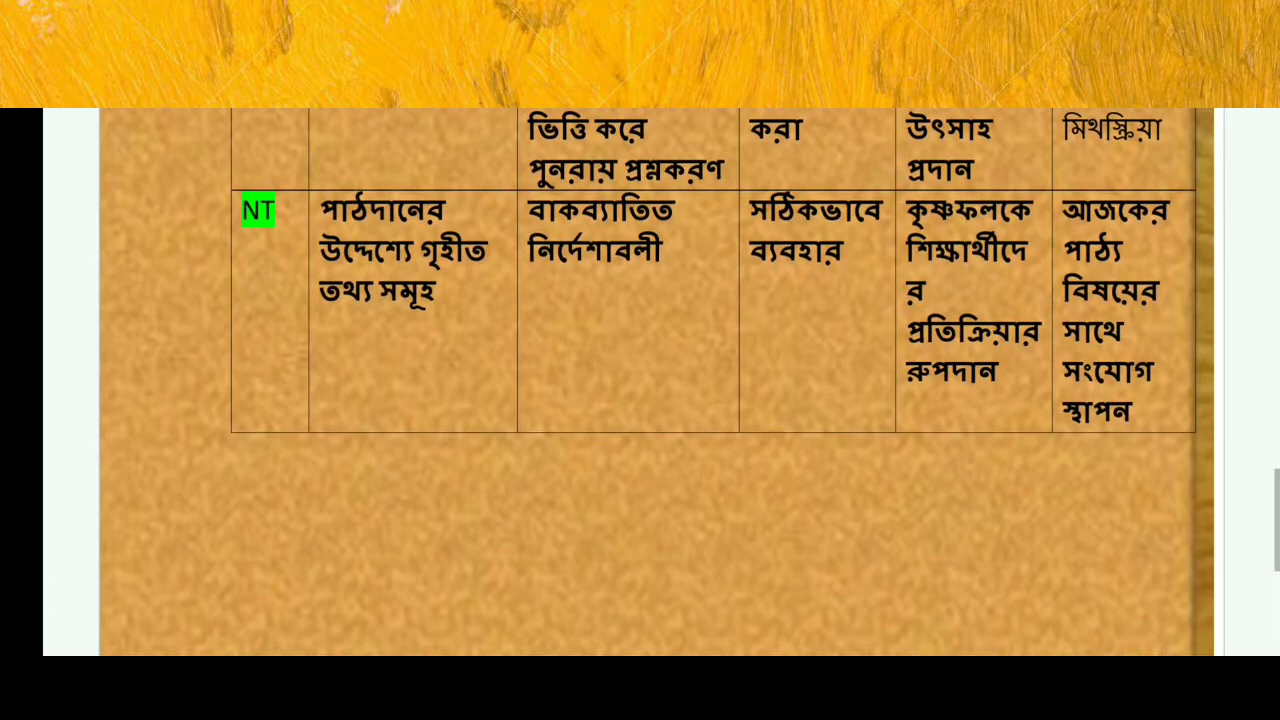 ভিত্তি করে
পুনরায় প্রশ্নকরণ
করা
উৎসাহ
প্রদান
মিথস্ক্রিয়া
NT
পাঠদানের
উদ্দেশ্যে গৃহীত
তথ্য সমূহ
বাকব্যাতিত
নির্দেশাবলী
সঠিকভাবে
ব্যবহার
কৃষ্ণফলকে
শিক্ষার্থীদে
র
প্রতিক্রিয়ার
রুপদান
আজকের
পাঠ্য
বিষয়ের
সাথে
সংযোগ
স্থাপন